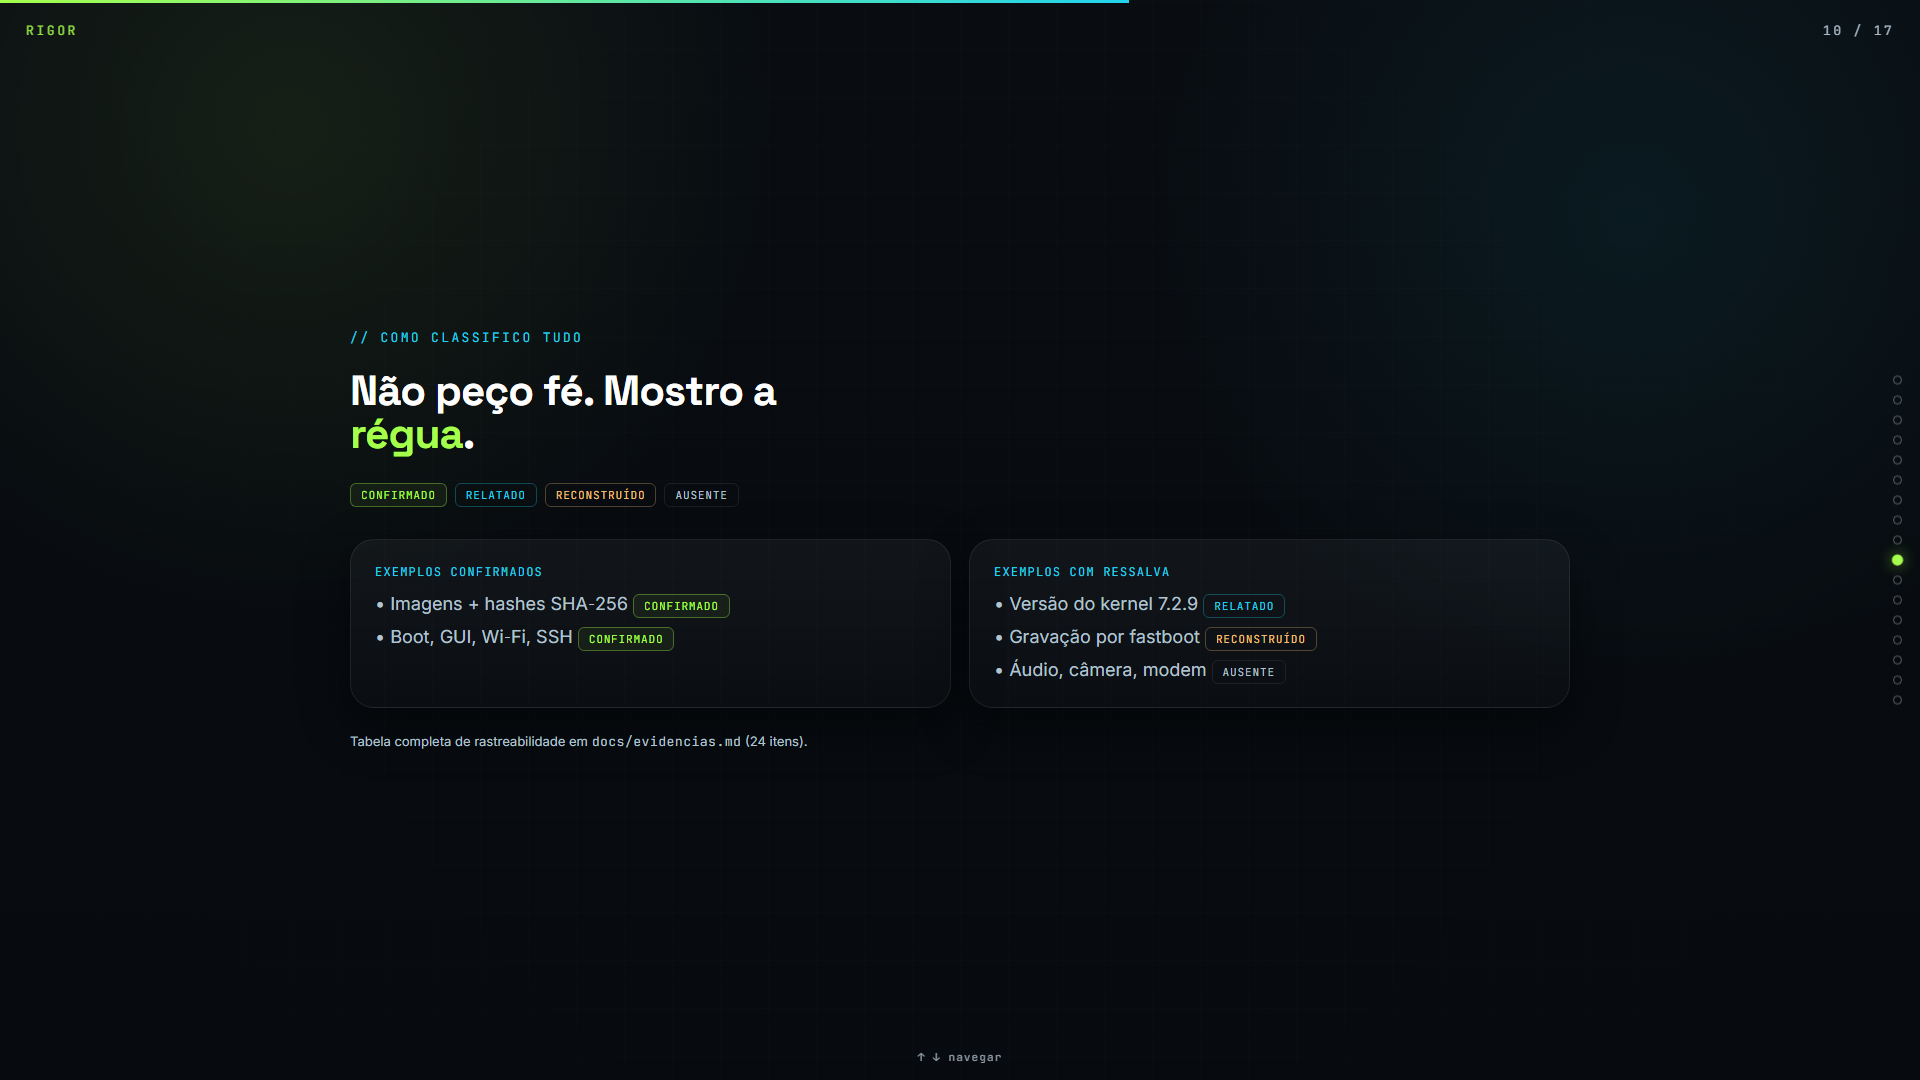 RIGOR
10 / 17
// COMO CLASSIFICO TUDO
Não peço fé. Mostro a
régua.
CONFIRMADO RELATADO RECONSTRUÍDO AUSENTE
EXEMPLOS CONFIRMADOS
• Imagens + hashes SHA-256 CONFIRMADO
• Boot, GUI, Wi-Fi, SSH CONFIRMADO
EXEMPLOS COM RESSALVA
• Versão do kernel 7.2.9 RELATADO
• Gravação por fastboot RECONSTRUÍDO
• Áudio, câmera, modem AUSENTE
Tabela completa de rastreabilidade em docs/evidencias.md (24 itens).
↑ ↓ navegar